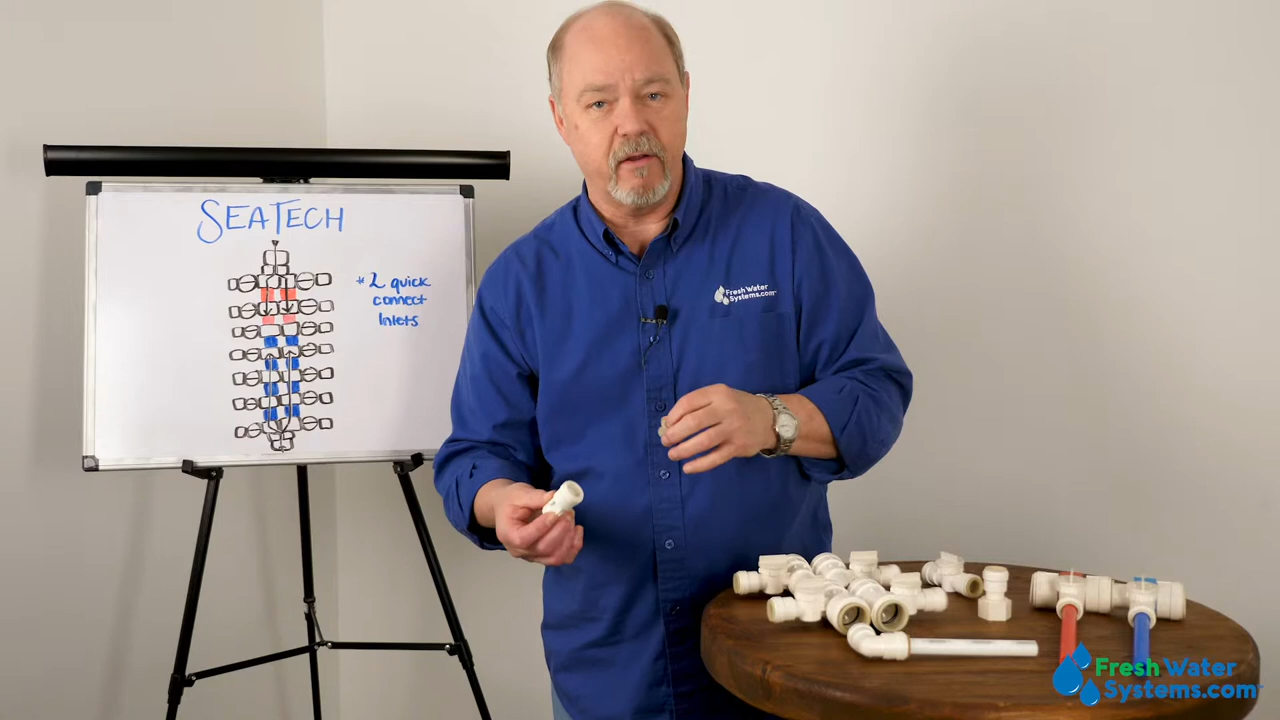 SEATECH
*2 quick
connect
Inlets
Fresh Water
Systems.com
Fresh Water
Systems.com